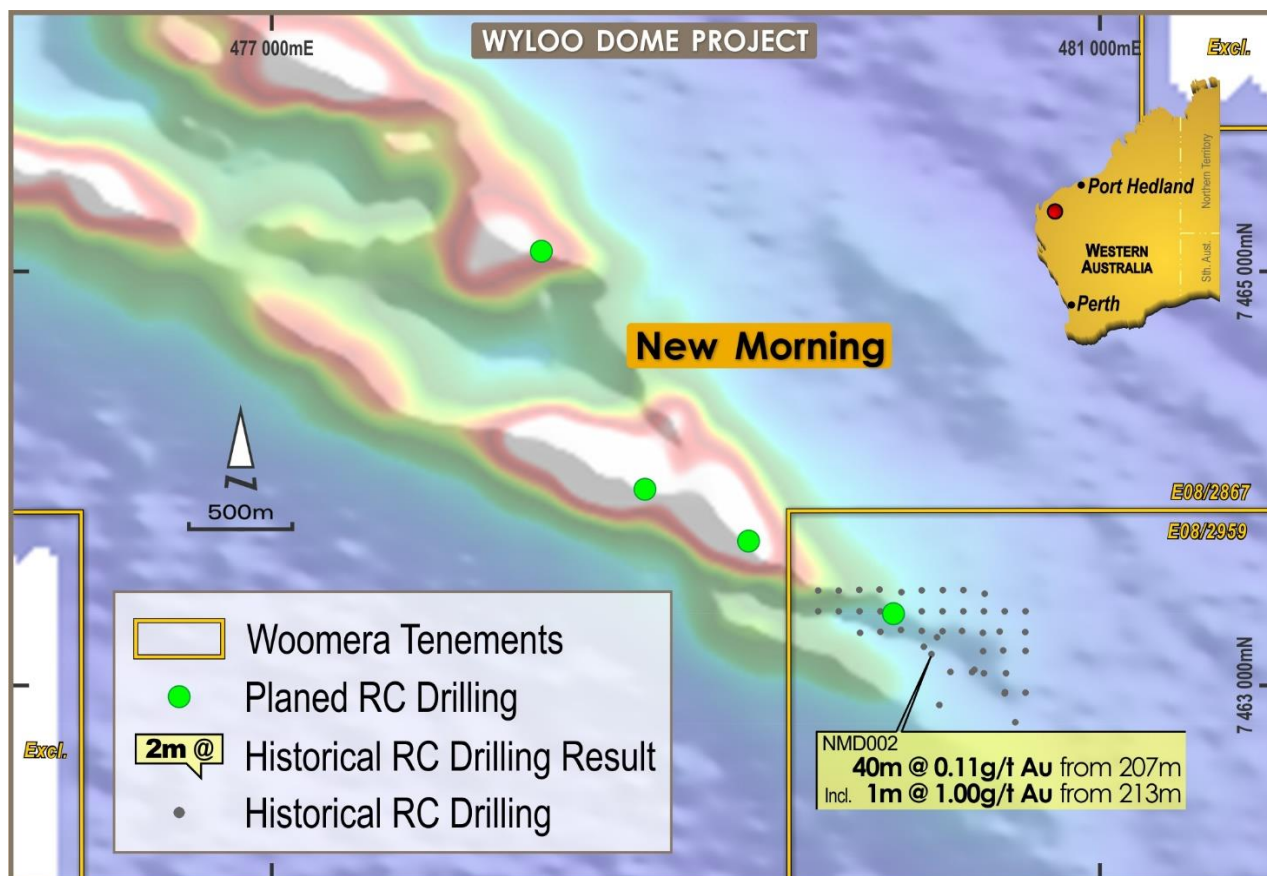 WYLOO DOME PROJECT
477 000mE
481 000mE
Excl.
Port Hedland
Northern Territory
WESTERN
AUSTRALIA
Sth. Aust.
Perth
7 465 000mN
New Morning
Z
500m
E08/2867
E08/2959
Woomera Tenements
Planed RC Drilling
2m @
Historical RC Drilling Result
Historical RC Drilling
Excl.
7 463 000mN
NMD002
40m @ 0.11g/t Au from 207m
Incl. 1m @ 1.00g/t Au from 213m